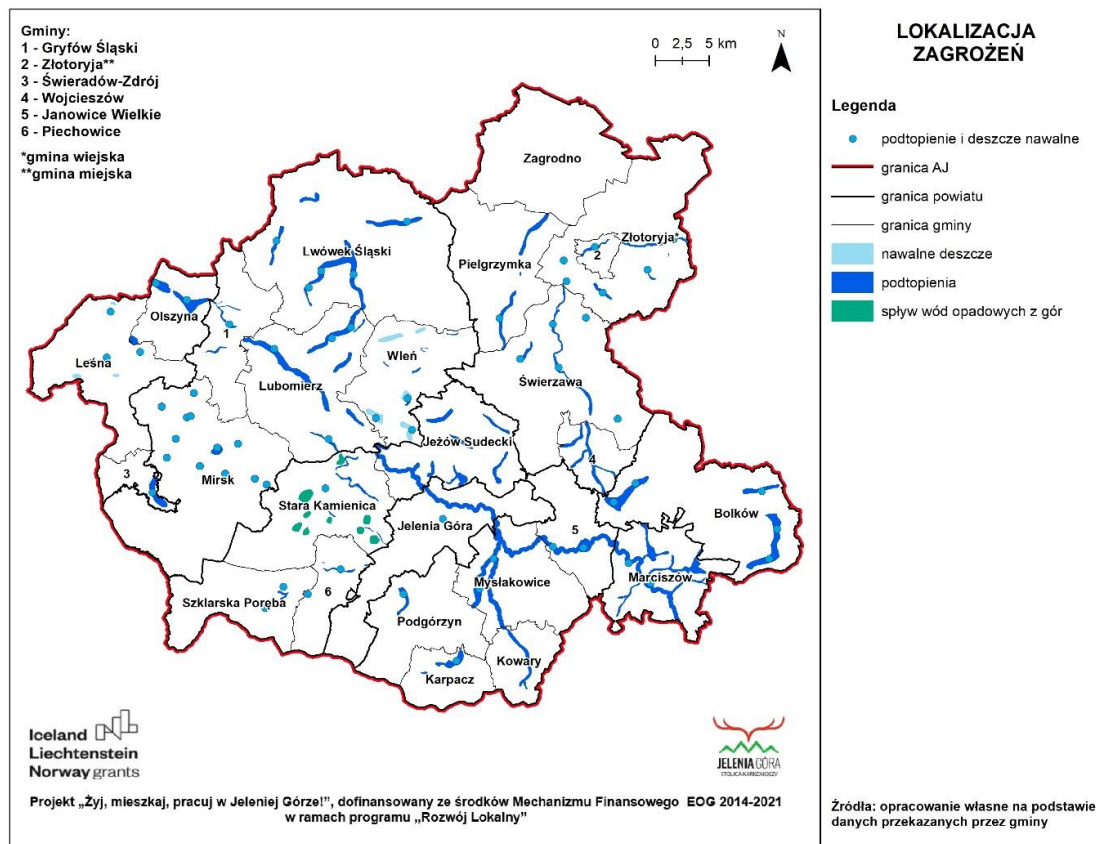 Gminy:
1 - Gryfów Śląski
2 - Złotoryja**
3 - Świeradów-Zdrój
4 - Wojcieszów
5 - Janowice Wielkie
6 - Piechowice
*gmina wiejska
**gmina miejska
0 2,5 5 km
N
LOKALIZACJA
ZAGROŻEŃ
Legenda
podtopienie i deszcze nawalne
granica AJ
granica powiatu
granica gminy
nawalne deszcze
podtopienia
spływ wód opadowych z gór
Zagrodno
Złotoryja*
2
Lwówek Śląski
Pielgrzymka
Olszyna
1
Leśna
Wleń
Lubomierz
Świerzawa
Jeżów Sudecki
4
3
Mirsk
Stara Kamienica
Jelenia Góra
5
Bolków
Mysłakowice
Marciszów
6
Szklarska Poręba
Podgórzyn
Kowary
Karpacz
Iceland
Liechtenstein
Norway grants
JELENIA GÓRA
STOLICA KARKONOSZY
Projekt „Żyj, mieszkaj, pracuj w Jeleniej Górze!”, dofinansowany ze środków Mechanizmu Finansowego EOG 2014-2021
w ramach programu „Rozwój Lokalny”
Źródła: opracowanie własne na podstawie
danych przekazanych przez gminy